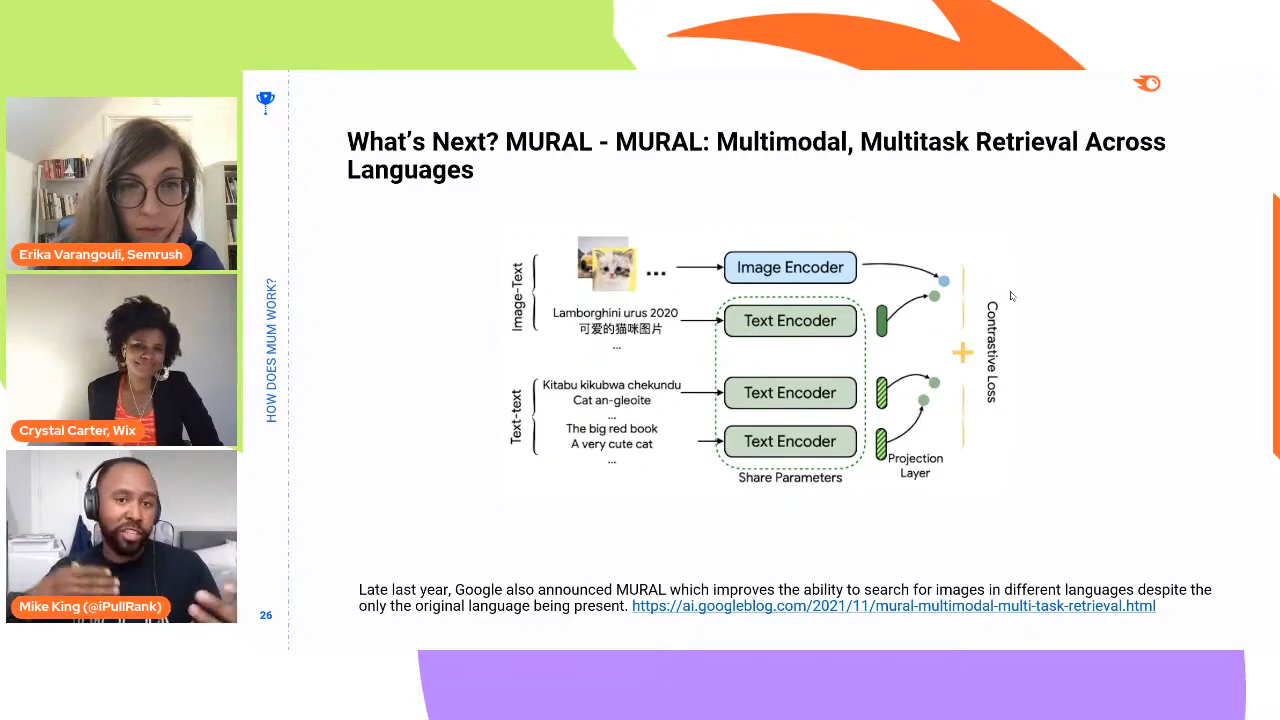 What's Next? MURAL - MURAL: Multimodal, Multitask Retrieval Across
Languages
Erika Varangouli, Semrush
Crystal Carter, Wix
Mike King (@iPullRank)
HOW DOES MUM WORK?
26
Image-Text
...
Image Encoder
Lamborghini urus 2020
可爱的猫咪图片
...
Text Encoder
Text-text
Kitabu kikubwa chekundu
Cat an-gleoite
...
Text Encoder
The big red book
A very cute cat
...
Text Encoder
Share Parameters
Projection
Layer
+
Contrastive Loss
Late last year, Google also announced MURAL which improves the ability to search for images in different languages despite the
only the original language being present. https://ai.googleblog.com/2021/11/mural-multimodal-multi-task-retrieval.html